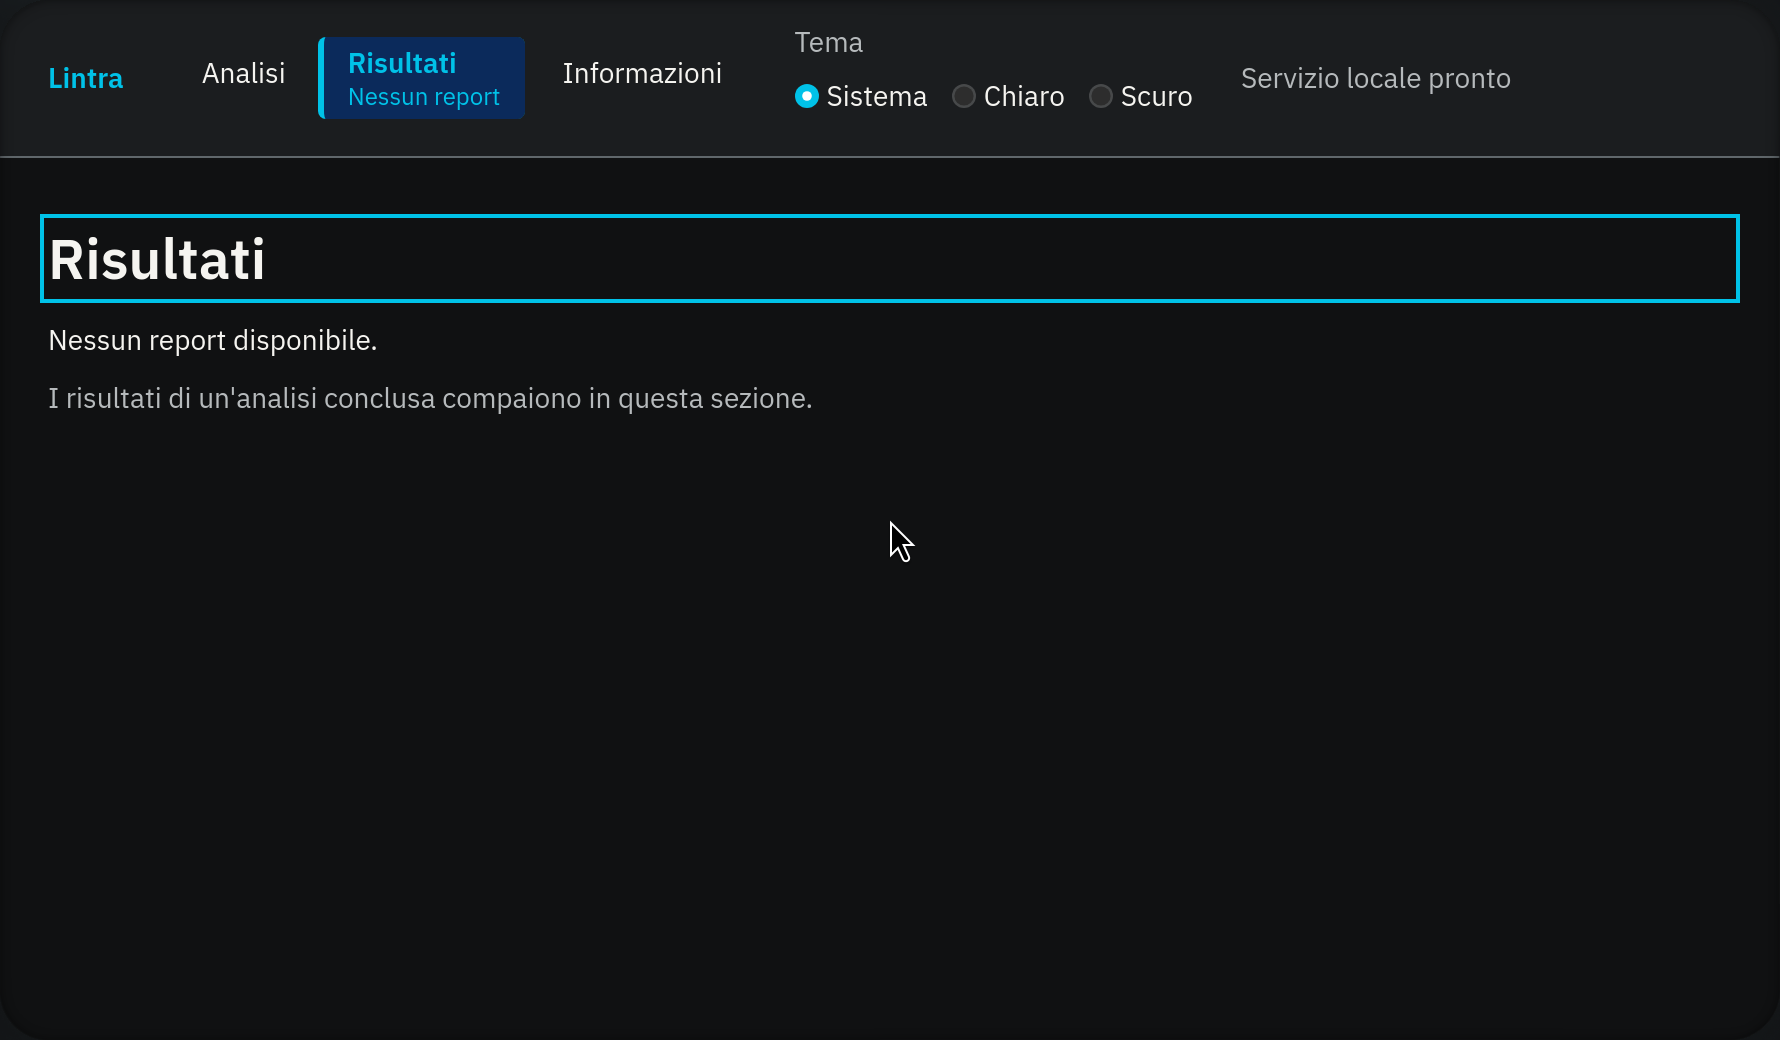 Lintra
Analisi
Risultati
Nessun report
Informazioni
Tema
Sistema
Chiaro
Scuro
Servizio locale pronto
Risultati
Nessun report disponibile.
I risultati di un'analisi conclusa compaiono in questa sezione.